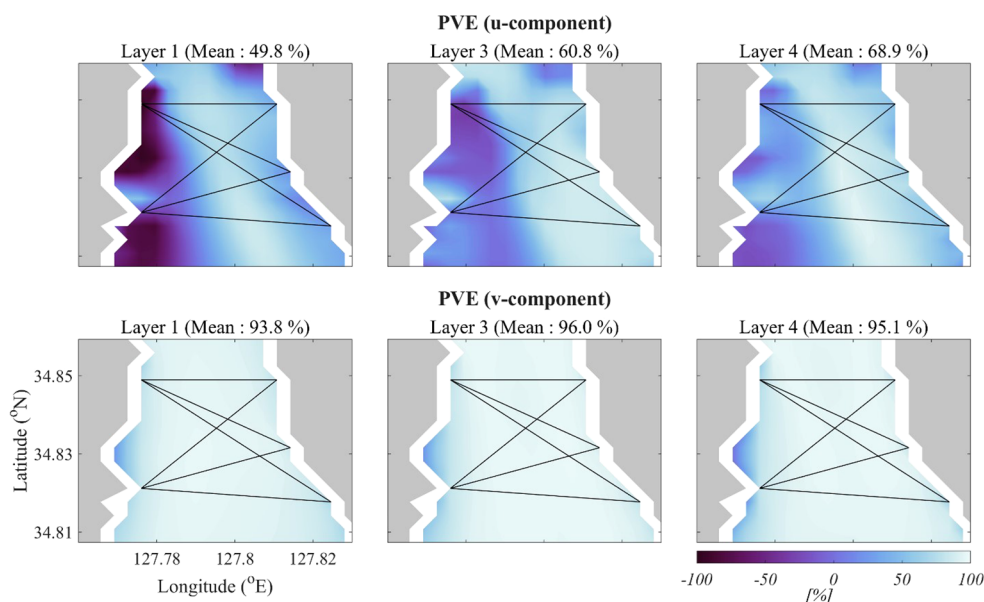 PVE (u-component)
Layer 1 (Mean : 49.8 %)
Layer 3 (Mean : 60.8 %)
Layer 4 (Mean : 68.9 %)
PVE (v-component)
Layer 1 (Mean : 93.8 %)
Layer 3 (Mean : 96.0 %)
Layer 4 (Mean : 95.1 %)
34.85
34.83
34.81
Latitude (°N)
127.78 127.8 127.82
Longitude (°E)
-100 -50 0 50 100
[%]